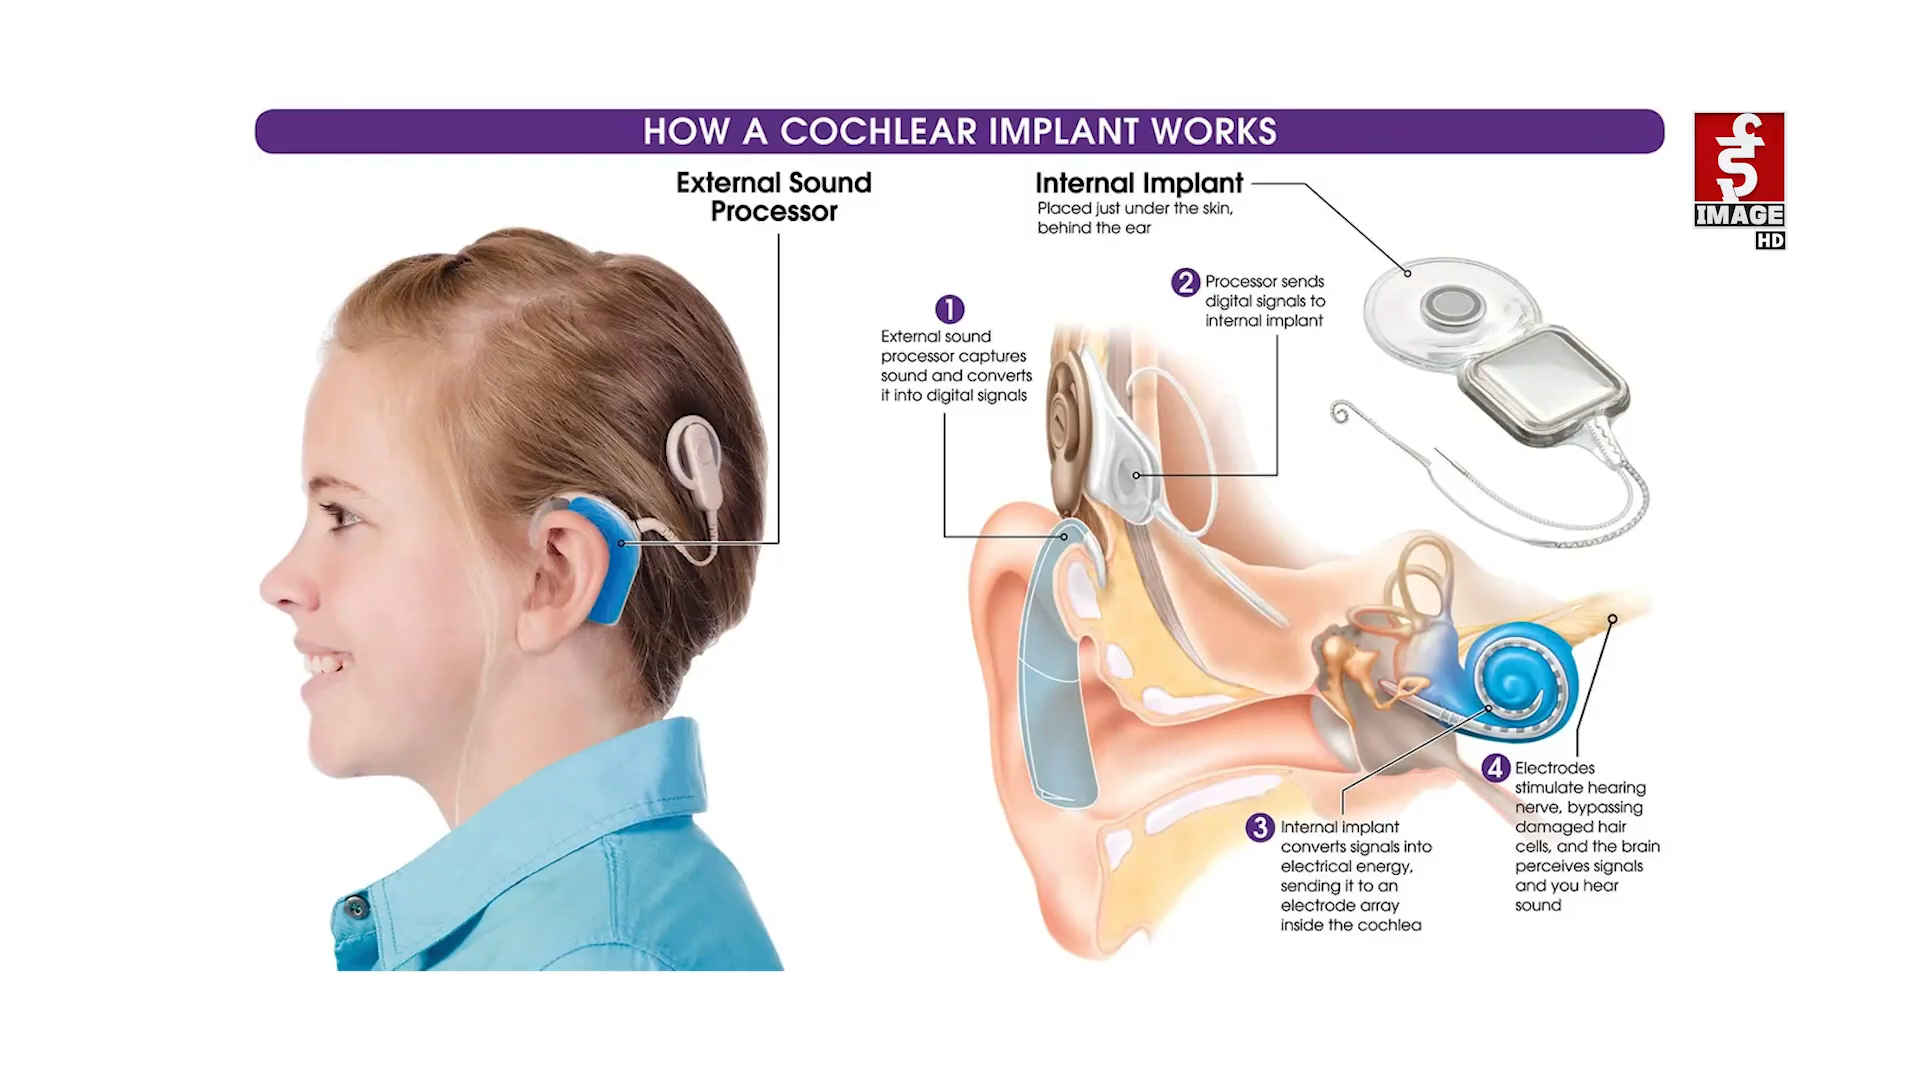 HOW A COCHLEAR IMPLANT WORKS
External Sound
Processor
Internal Implant
Placed just under the skin,
behind the ear
1
External sound
processor captures
sound and converts
it into digital signals
2
Processor sends
digital signals to
internal implant
3
Internal implant
converts signals into
electrical energy,
sending it to an
electrode array
inside the cochlea
4
Electrodes
stimulate hearing
nerve, bypassing
damaged hair
cells, and the brain
perceives signals
and you hear
sound
IMAGE
HD